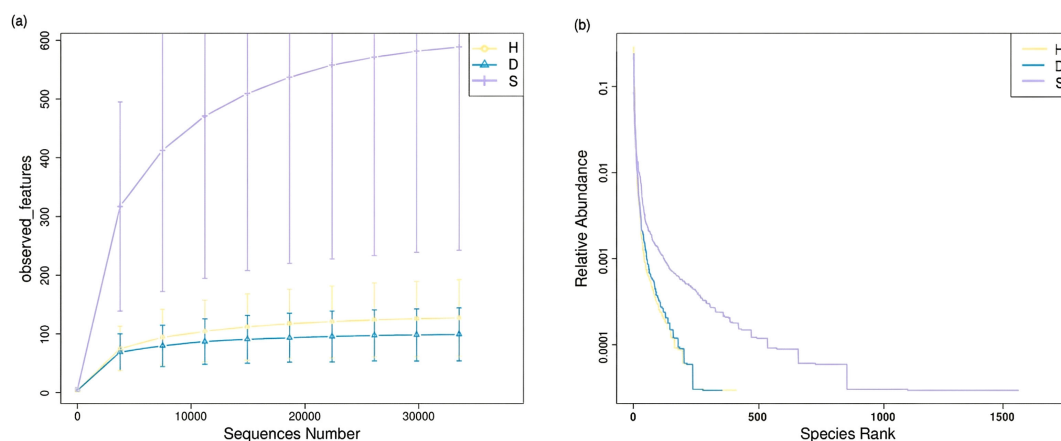 (a)
600
500
400
300
200
100
0
observed_features
0
10000
20000
30000
Sequences Number
H
D
S
(b)
0.1
0.01
0.001
0.0001
Relative Abundance
0
500
1000
1500
Species Rank
H
D
S